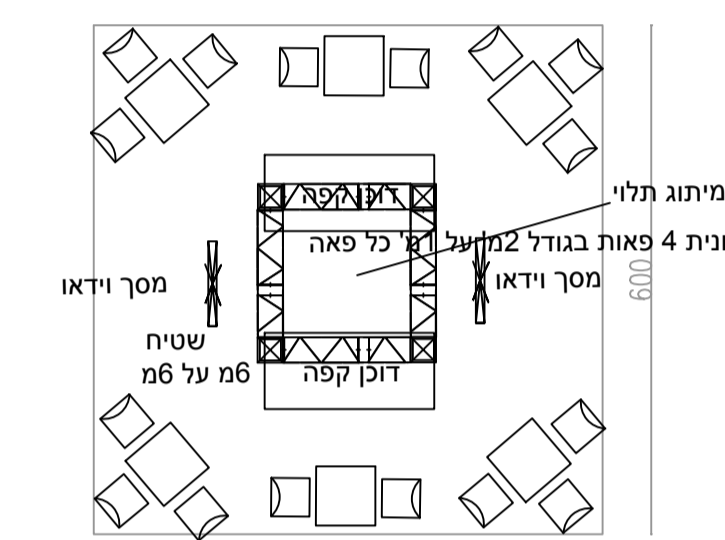 דוכן קפה
מיתוג תלוי
ונית 4 פאות בגודל 2מ' על 1מ' כל פאה
מסך וידאו
מסך וידאו
600
שטיח
6מ על 6מ
דוכן קפה